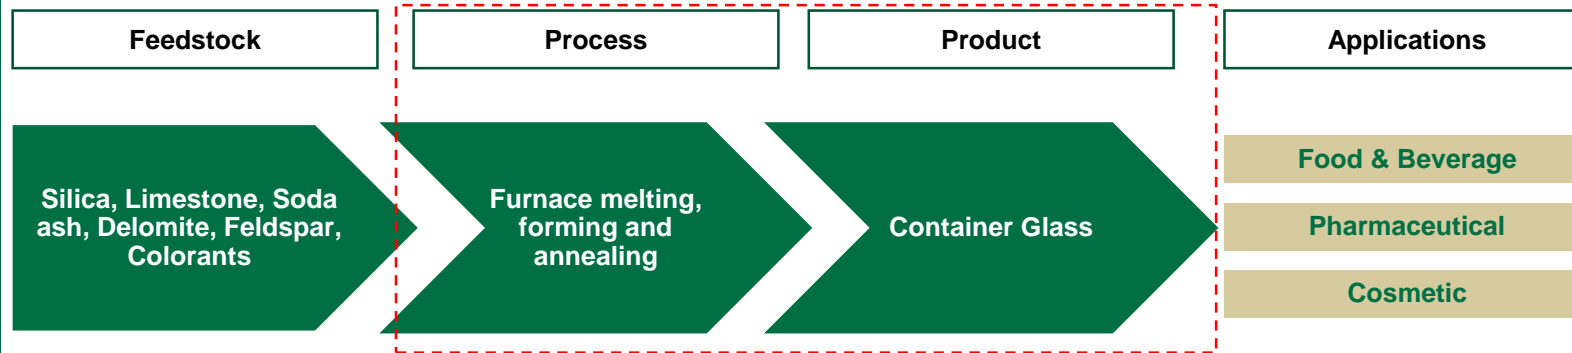 Feedstock
Process
Product
Applications
Silica, Limestone, Soda
ash, Delomite, Feldspar,
Colorants
Furnace melting,
forming and
annealing
Container Glass
Food & Beverage
Pharmaceutical
Cosmetic